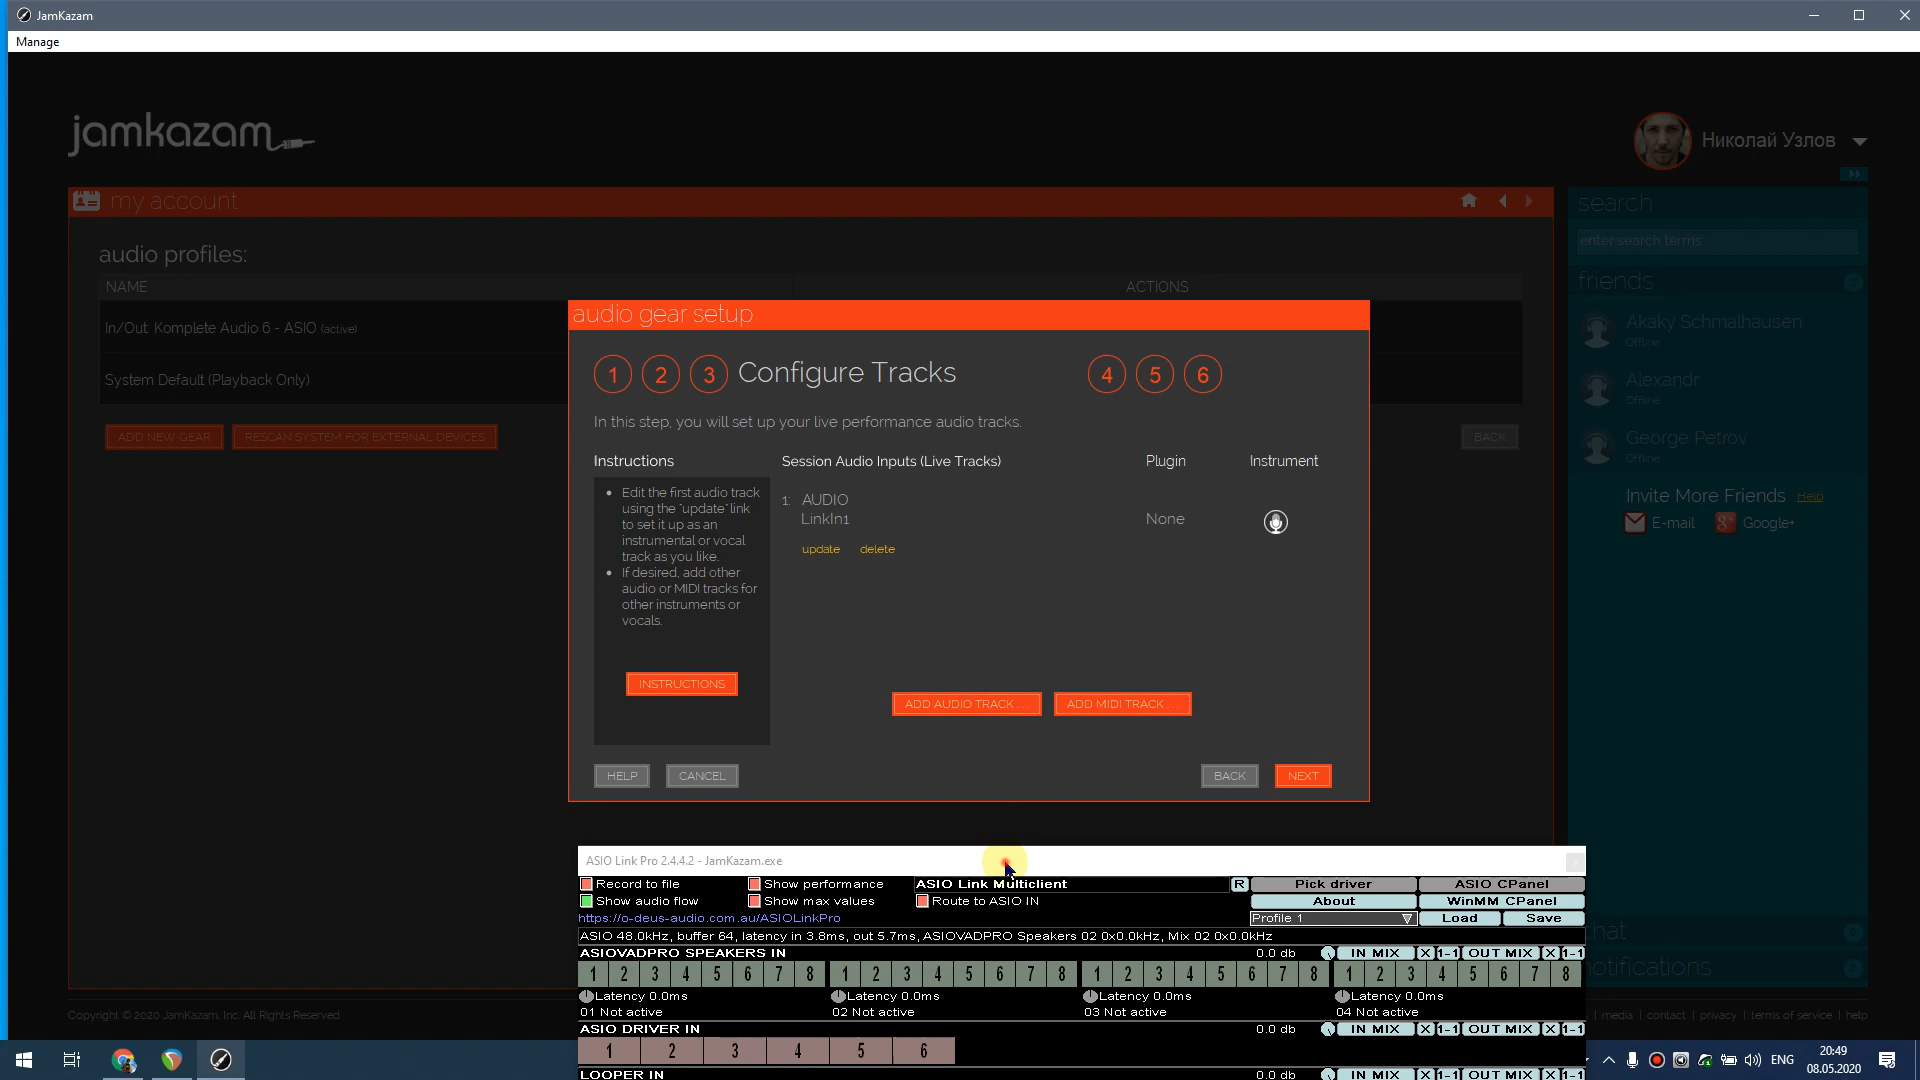 JamKazam
Manage
jamkazam
Николай Узлов
my account
search
enter search terms
audio profiles:
NAME
ACTIONS
In/Out: Komplete Audio 6 - ASIO (active)
System Default (Playback Only)
ADD NEW GEAR
RESCAN SYSTEM FOR EXTERNAL DEVICES
BACK
friends
Akaky Schmalhausen
Offline
Alexandr
Offline
George Petrov
Offline
Invite More Friends Help
E-mail
Google+
chat
notifications
audio gear setup
1 2 3 Configure Tracks 4 5 6
In this step, you will set up your live performance audio tracks.
Instructions
Edit the first audio track
using the "update" link
to set it up as an
instrumental or vocal
track as you like.
If desired, add other
audio or MIDI tracks for
other instruments or
vocals.
INSTRUCTIONS
Session Audio Inputs (Live Tracks)
Plugin
Instrument
1: AUDIO
LinkIn1
None
update delete
ADD AUDIO TRACK . . .
ADD MIDI TRACK . . .
HELP
CANCEL
BACK
NEXT
ASIO Link Pro 2.4.4.2 - JamKazam.exe
Record to file
Show performance
ASIO Link Multiclient
R
Pick driver
ASIO CPanel
Show audio flow
Show max values
Route to ASIO IN
About
WinMM CPanel
https://o-deus-audio.com.au/ASIOLinkPro
Profile 1
Load
Save
ASIO 48.0kHz, buffer 64, latency in 3.8ms, out 5.7ms, ASIOVADPRO Speakers 02 0x0.0kHz, Mix 02 0x0.0kHz
ASIOVADPRO SPEAKERS IN 0.0 db IN MIX X 1-1 OUT MIX X 1-1
1 2 3 4 5 6 7 8 1 2 3 4 5 6 7 8 1 2 3 4 5 6 7 8 1 2 3 4 5 6 7 8
Latency 0.0ms Latency 0.0ms Latency 0.0ms Latency 0.0ms
01 Not active 02 Not active 03 Not active 04 Not active
ASIO DRIVER IN 0.0 db IN MIX X 1-1 OUT MIX X 1-1
1 2 3 4 5 6
LOOPER IN 0.0 db IN MIX X 1-1 OUT MIX X 1-1
Copyright © 2020 JamKazam, Inc. All Rights Reserved.
media | contact | privacy | terms of service | help
ENG
20:49
08.05.2020